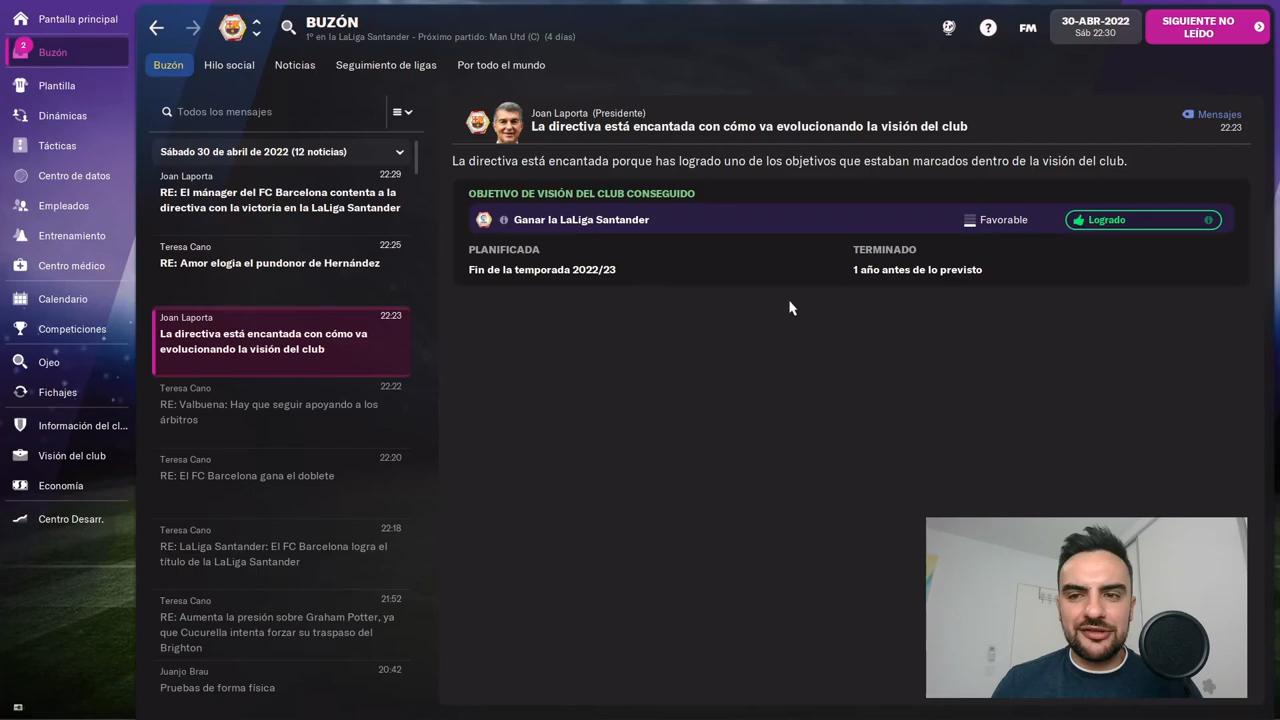 Pantalla principal
2
Buzón
Plantilla
Dinámicas
Tácticas
Centro de datos
Empleados
Entrenamiento
Centro médico
Calendario
Competiciones
Ojeo
Fichajes
Información del cl...
Visión del club
Economía
Centro Desarr.
BUZÓN
1º en la LaLiga Santander - Próximo partido: Man Utd (C) (4 días)
?
FM
30-ABR-2022
Sáb 22:30
SIGUIENTE NO
LEÍDO
Buzón
Hilo social
Noticias
Seguimiento de ligas
Por todo el mundo
Todos los mensajes
Sábado 30 de abril de 2022 (12 noticias)
Joan Laporta 22:29
RE: El mánager del FC Barcelona contenta a la
directiva con la victoria en la LaLiga Santander
Teresa Cano 22:25
RE: Amor elogia el pundonor de Hernández
Joan Laporta 22:23
La directiva está encantada con cómo va
evolucionando la visión del club
Teresa Cano 22:22
RE: Valbuena: Hay que seguir apoyando a los
árbitros
Teresa Cano 22:20
RE: El FC Barcelona gana el doblete
Teresa Cano 22:18
RE: LaLiga Santander: El FC Barcelona logra el
título de la LaLiga Santander
Teresa Cano 21:52
RE: Aumenta la presión sobre Graham Potter, ya
que Cucurella intenta forzar su traspaso del
Brighton
Juanjo Brau 20:42
Pruebas de forma física
Joan Laporta (Presidente)
La directiva está encantada con cómo va evolucionando la visión del club
Mensajes
22:23
La directiva está encantada porque has logrado uno de los objetivos que estaban marcados dentro de la visión del club.
OBJETIVO DE VISIÓN DEL CLUB CONSEGUIDO
Ganar la LaLiga Santander
Favorable
Logrado
PLANIFICADA
Fin de la temporada 2022/23
TERMINADO
1 año antes de lo previsto